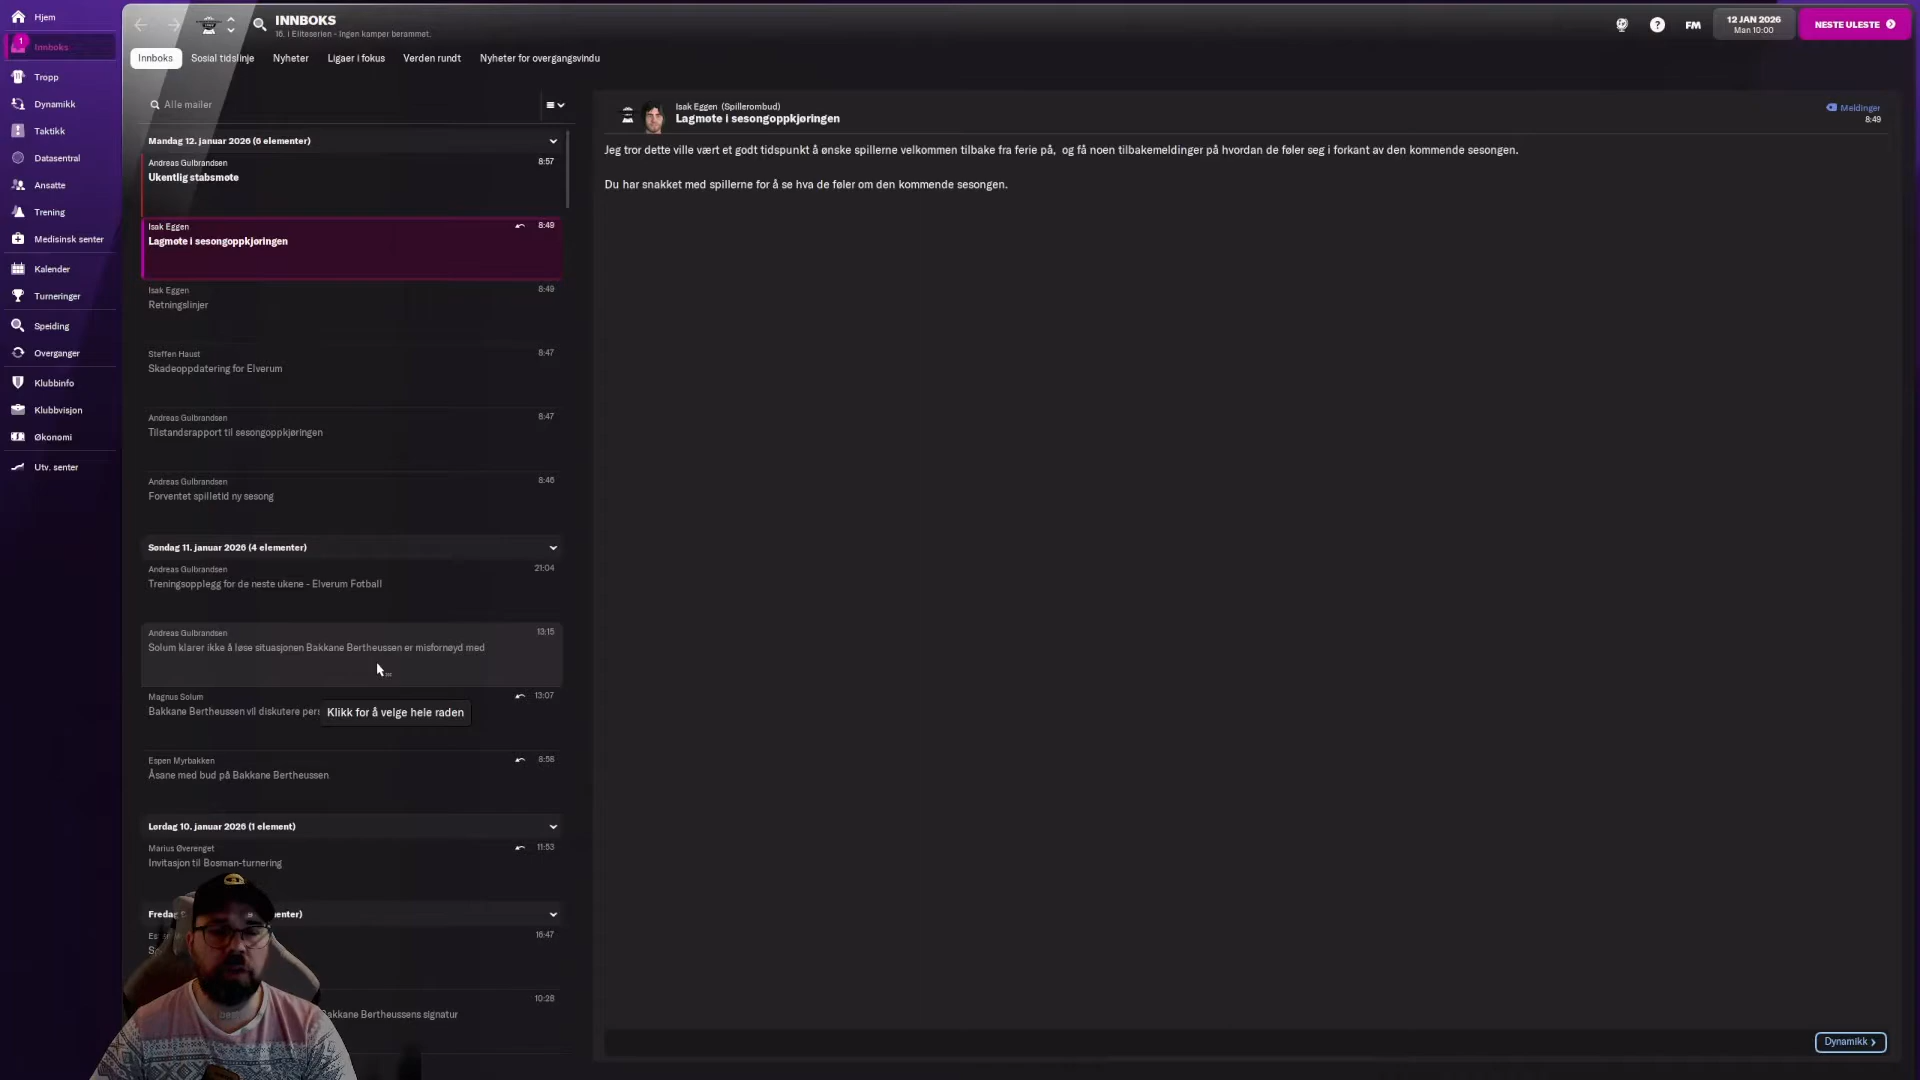 Hjem
1
Innboks
Tropp
Dynamikk
Taktikk
Datasentral
Ansatte
Trening
Medisinsk senter
Kalender
Turneringer
Speiding
Overganger
Klubbinfo
Klubbvisjon
Økonomi
Utv. senter
INNBOKS
16. i Eliteserien - Ingen kamper berammet.
FM
12 JAN 2026
Man 10:00
NESTE ULESTE
Innboks
Sosial tidslinje
Nyheter
Ligaer i fokus
Verden rundt
Nyheter for overgangsvindu
Alle mailer
Mandag 12. januar 2026 (6 elementer)
Andreas Gulbrandsen 8:57
Ukentlig stabsmøte
Isak Eggen 8:49
Lagmøte i sesongoppkjøringen
Isak Eggen 8:49
Retningslinjer
Steffen Haust 8:47
Skadeoppdatering for Elverum
Andreas Gulbrandsen 8:47
Tilstandsrapport til sesongoppkjøringen
Andreas Gulbrandsen 8:46
Forventet spilletid ny sesong
Søndag 11. januar 2026 (4 elementer)
Andreas Gulbrandsen 21:04
Treningsopplegg for de neste ukene - Elverum Fotball
Andreas Gulbrandsen 13:15
Solum klarer ikke å løse situasjonen Bakkane Bertheussen er misfornøyd med
...
Magnus Solum 13:07
Bakkane Bertheussen vil diskutere
Klikk for å velge hele raden
Espen Myrbakken 8:58
Åsane med bud på Bakkane Bertheussen
Lørdag 10. januar 2026 (1 element)
Marius Øverenget 11:53
Invitasjon til Bosman-turnering
16:47
10:28
Bakkane Bertheussens signatur
Isak Eggen (Spillerombud)
Lagmøte i sesongoppkjøringen
Meldinger
8:49
Jeg tror dette ville vært et godt tidspunkt å ønske spillerne velkommen tilbake fra ferie på, og få noen tilbakemeldinger på hvordan de føler seg i forkant av den kommende sesongen.
Du har snakket med spillerne for å se hva de føler om den kommende sesongen.
Dynamikk